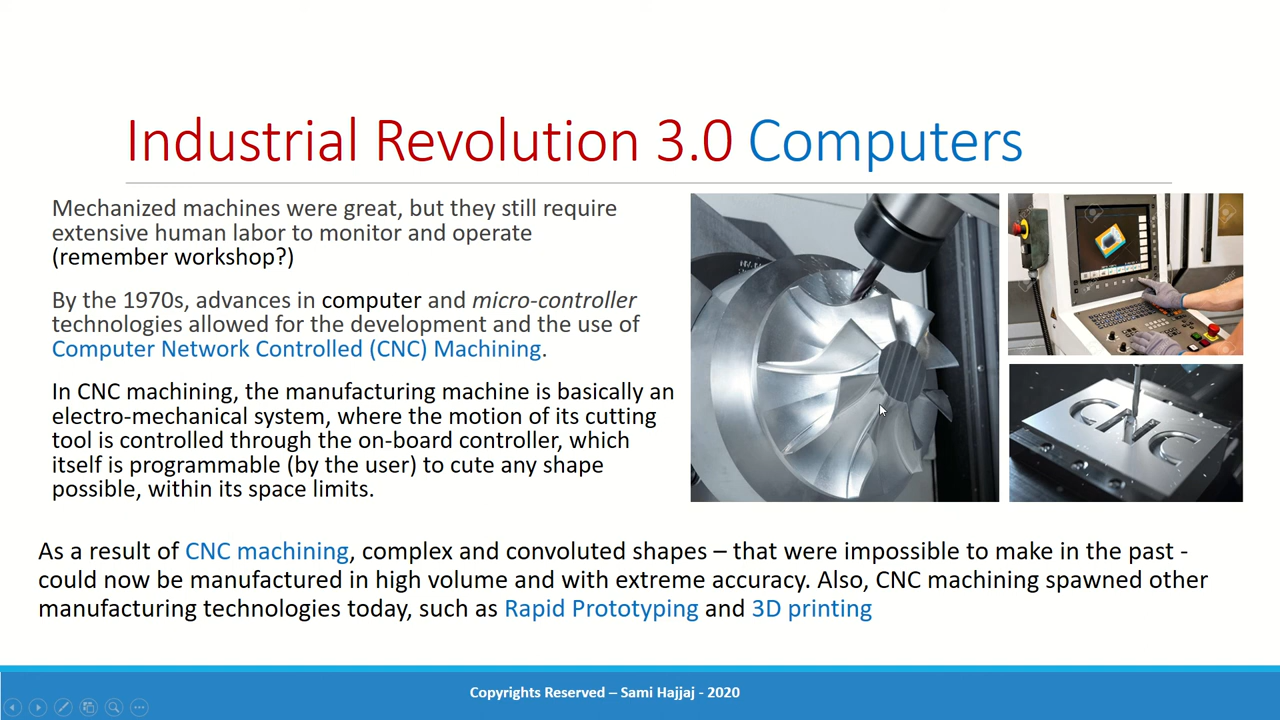 Industrial Revolution 3.0 Computers
Mechanized machines were great, but they still require
extensive human labor to monitor and operate
(remember workshop?)
By the 1970s, advances in computer and micro-controller
technologies allowed for the development and the use of
Computer Network Controlled (CNC) Machining.
In CNC machining, the manufacturing machine is basically an
electro-mechanical system, where the motion of its cutting
tool is controlled through the on-board controller, which
itself is programmable (by the user) to cute any shape
possible, within its space limits.
CNC
As a result of CNC machining, complex and convoluted shapes – that were impossible to make in the past -
could now be manufactured in high volume and with extreme accuracy. Also, CNC machining spawned other
manufacturing technologies today, such as Rapid Prototyping and 3D printing
Copyrights Reserved – Sami Hajjaj - 2020